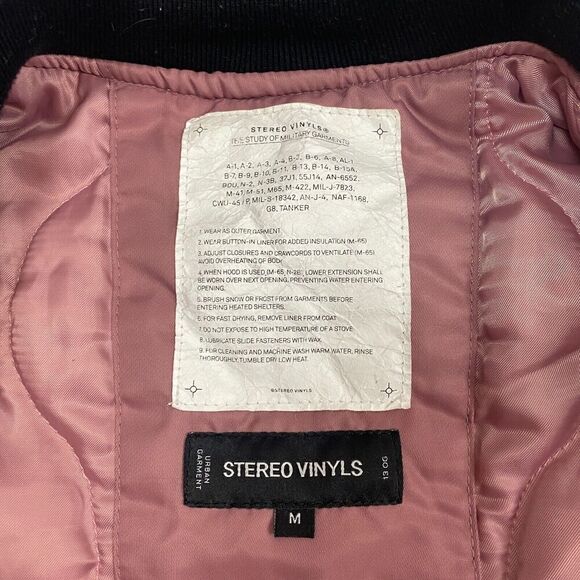 STEREO VINYLS®
THE STUDY OF MILITARY GARMENTS
A-1, A-2, A-3, A-4, B-2, B-6, A-8, AL-1
B-7, B-9, B-10, B-11, B-13, B-14, B-15A
BDU, N-2, N-3B, 37J1, 55J14, AN-6552,
M-41, M-51, M65, M-422, MIL-J-7823,
CWU-45/P, MIL-S-18342, AN-J-4, NAF-1168,
G8, TANKER
1. WEAR AS OUTER GARMENT.
2. WEAR BUTTON-IN LINER FOR ADDED INSULATION (M-65)
3. ADJUST CLOSURES AND CRAWCORDS TO VENTILATE (M-65)
AVOID OVERHEATING OF BODY.
4. WHEN HOOD IS USED (M-65, N-2B), LOWER EXTENSION SHALL
BE WORN OVER NEXT OPENING, PREVENTING WATER ENTERING
OPENING.
5. BRUSH SNOW OR FROST FROM GARMENTS BEFORE
ENTERING HEATED SHELTERS.
6. FOR FAST DRYING, REMOVE LINER FROM COAT
7. DO NOT EXPOSE TO HIGH TEMPERATURE OF A STOVE
8. LUBRICATE SLIDE FASTENERS WITH WAX.
9. FOR CLEANING AND MACHINE WASH WARM WATER, RINSE
THOROUGHLY, TUMBLE DRY LOW HEAT.
©STEREO VINYLS
URBAN
GARMENT
STEREO VINYLS
13 OG
M